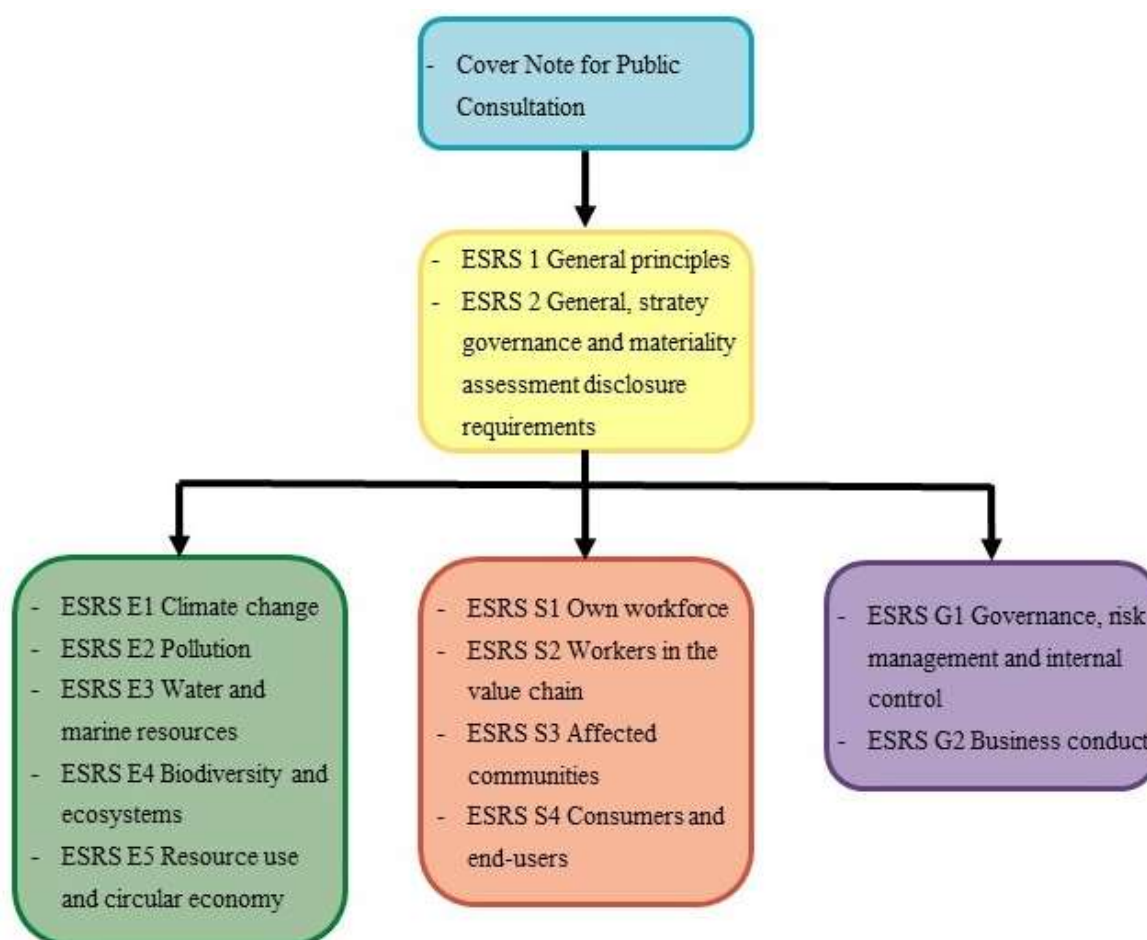 - Cover Note for Public
Consultation
- ESRS 1 General principles
- ESRS 2 General, stratey
governance and materiality
assessment disclosure
requirements
- ESRS E1 Climate change
- ESRS E2 Pollution
- ESRS E3 Water and
marine resources
- ESRS E4 Biodiversity and
ecosystems
- ESRS E5 Resource use
and circular economy
- ESRS S1 Own workforce
- ESRS S2 Workers in the
value chain
- ESRS S3 Affected
communities
- ESRS S4 Consumers and
end-users
- ESRS G1 Governance, risk
management and internal
control
- ESRS G2 Business conduct